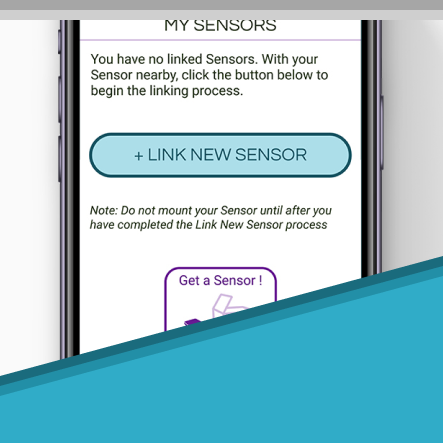 MY SENSORS
You have no linked Sensors. With your
Sensor nearby, click the button below to
begin the linking process.
+ LINK NEW SENSOR
Note: Do not mount your Sensor until after you
have completed the Link New Sensor process
Get a Sensor !